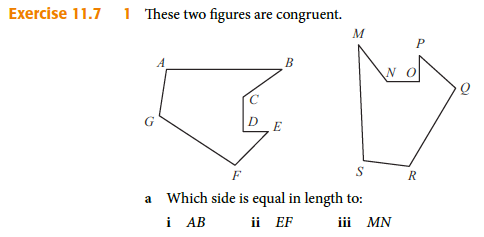 Exercise 11.7 1 These two figures are congruent.
M
P
A
B
N O
Q
C
G
D
E
F
S
R
a Which side is equal in length to:
i AB ii EF iii MN